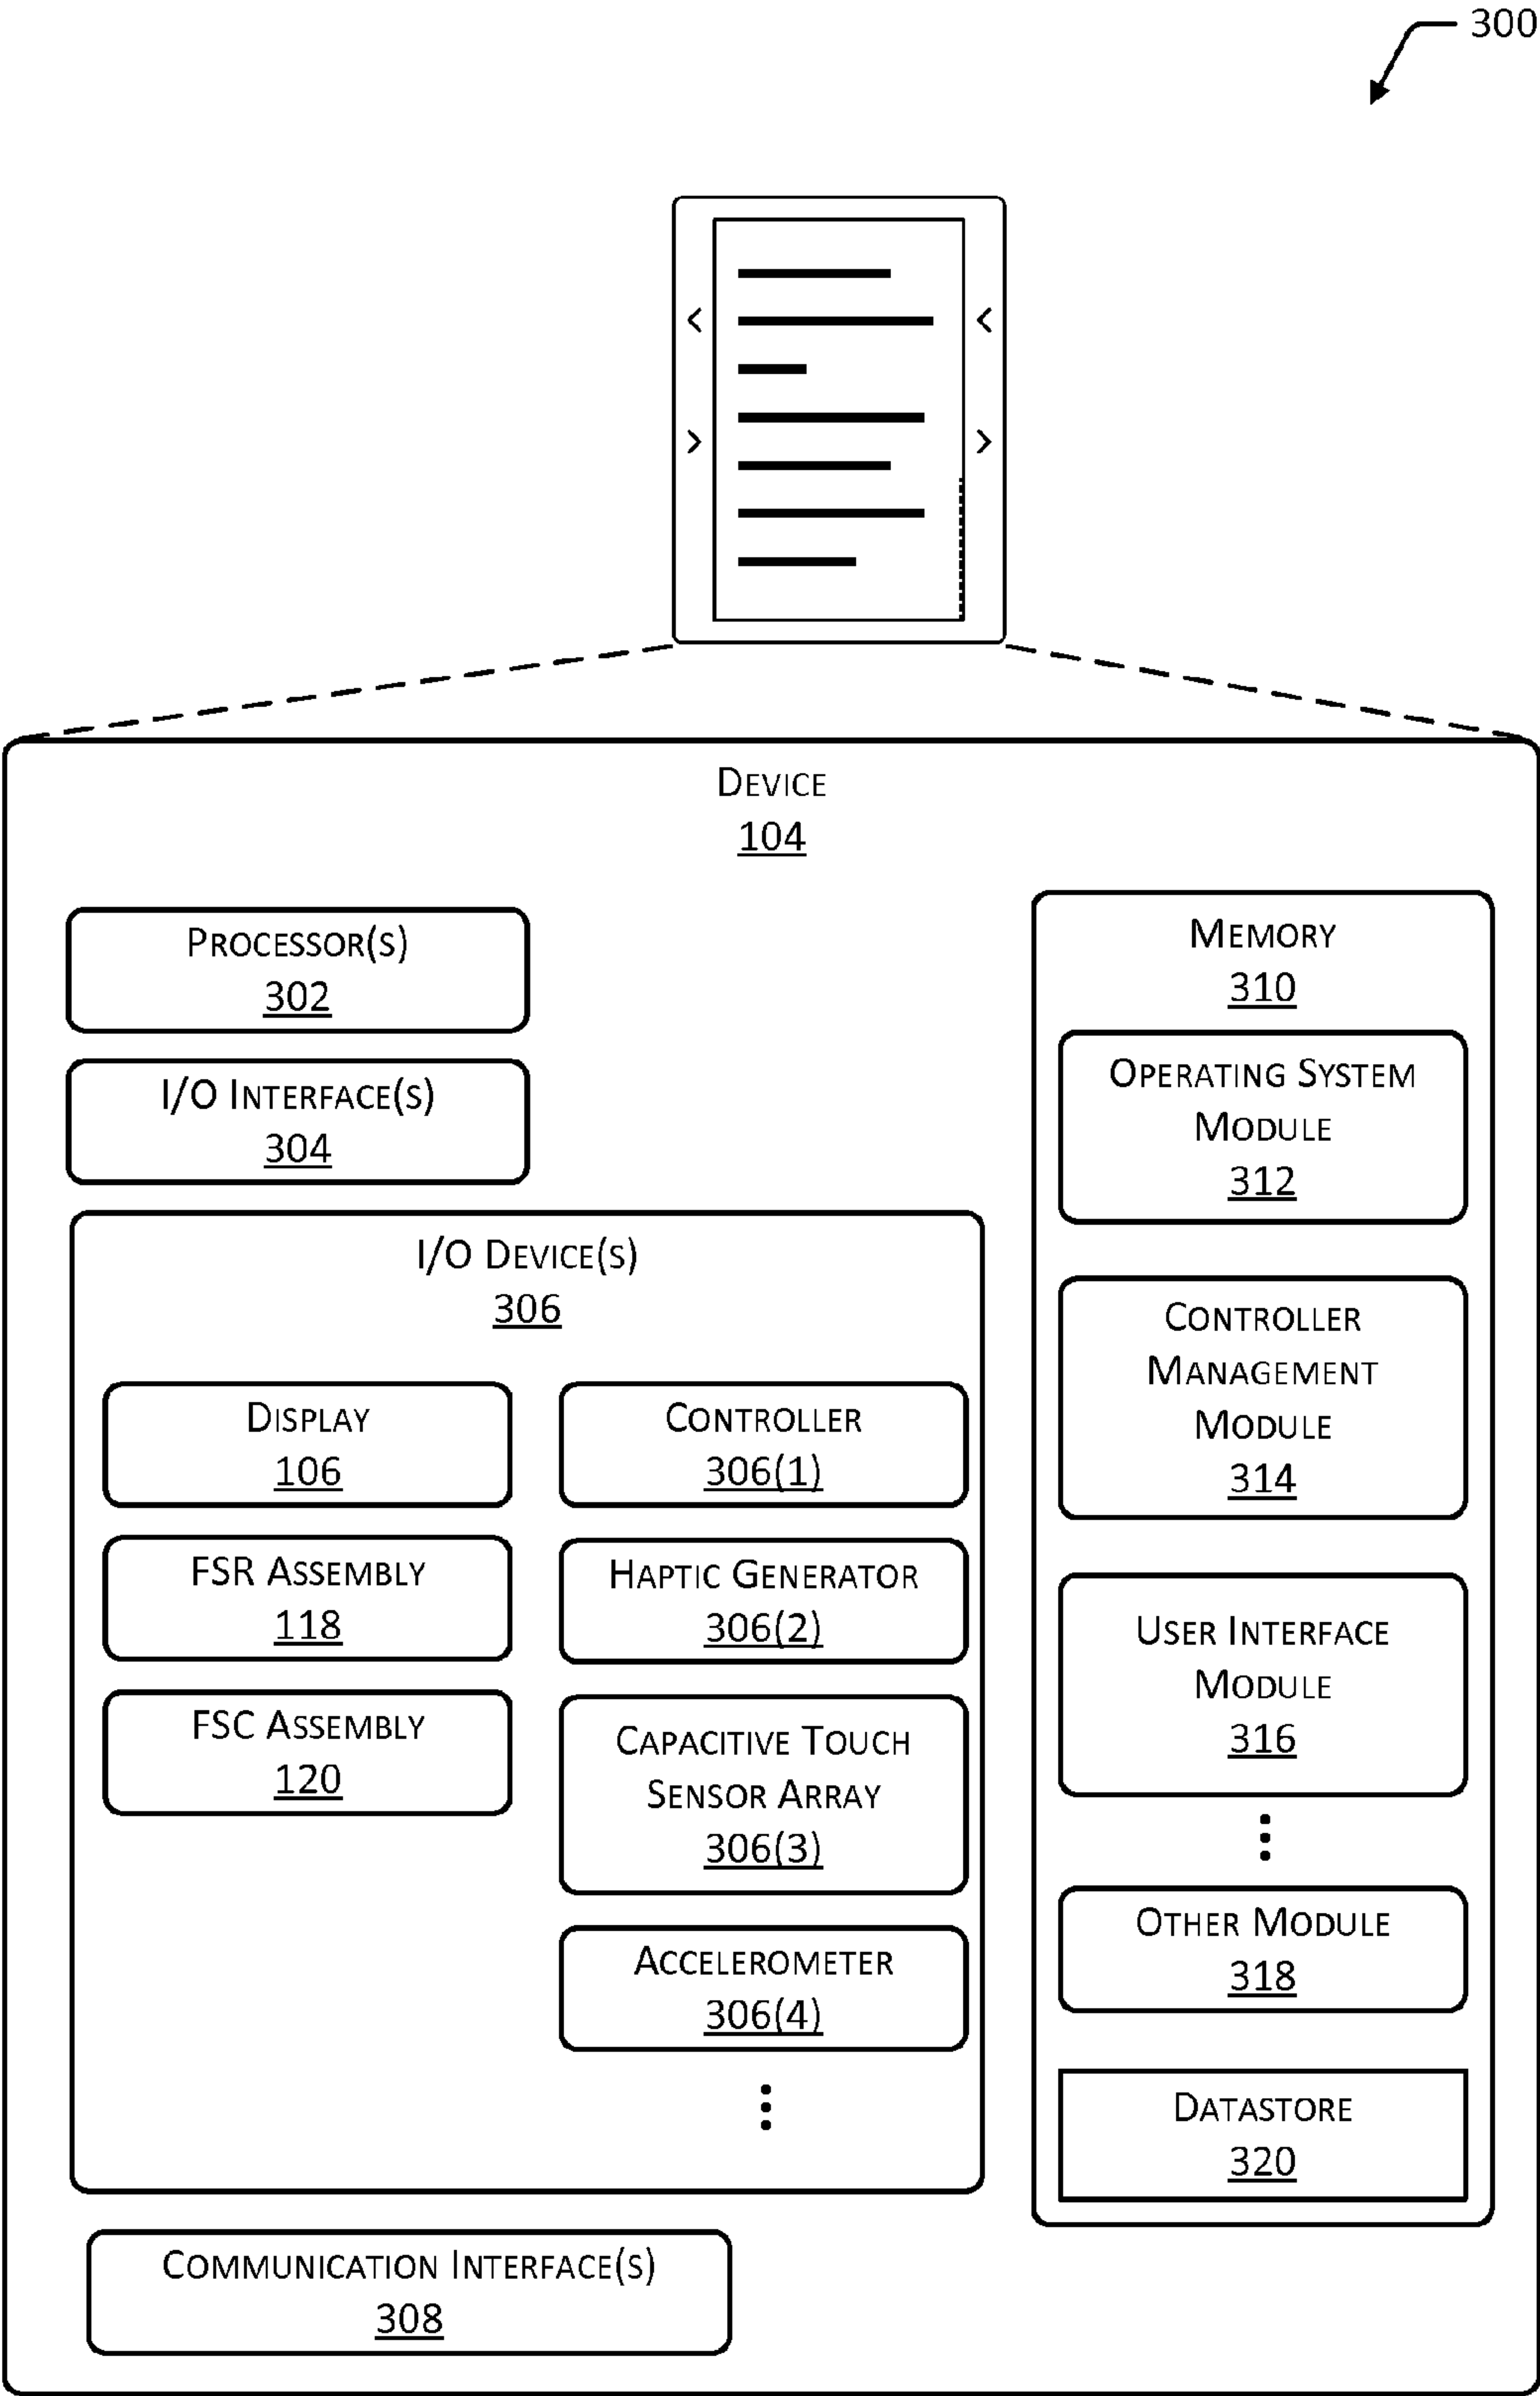 300
<
<
>
>
DEVICE
104
PROCESSOR(S)
302
I/O INTERFACE(S)
304
I/O DEVICE(S)
306
DISPLAY
106
FSR ASSEMBLY
118
FSC ASSEMBLY
120
CONTROLLER
306(1)
HAPTIC GENERATOR
306(2)
CAPACITIVE TOUCH
SENSOR ARRAY
306(3)
ACCELEROMETER
306(4)
COMMUNICATION INTERFACE(S)
308
MEMORY
310
OPERATING SYSTEM
MODULE
312
CONTROLLER
MANAGEMENT
MODULE
314
USER INTERFACE
MODULE
316
OTHER MODULE
318
DATASTORE
320